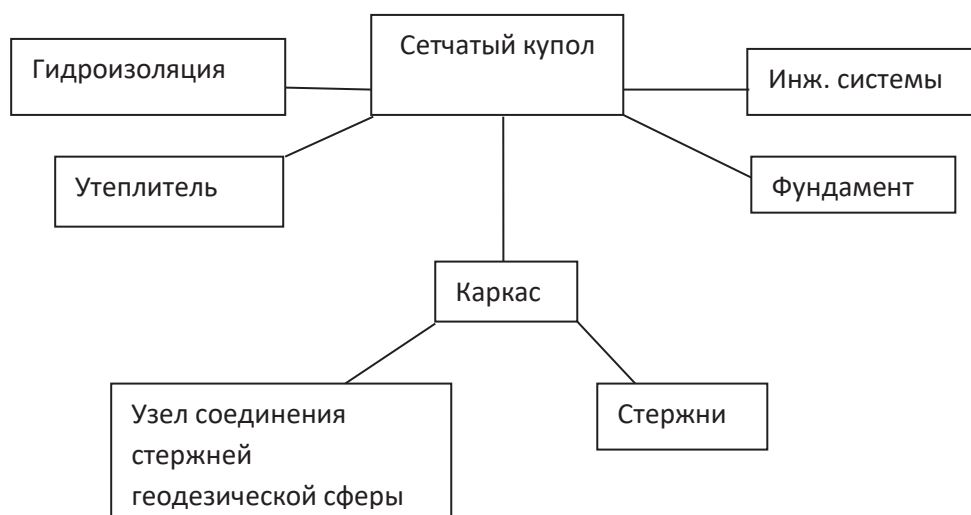 Сетчатый купол
Гидроизоляция
Инж. системы
Утеплитель
Фундамент
Каркас
Узел соединения
стержней
геодезической сферы
Стержни